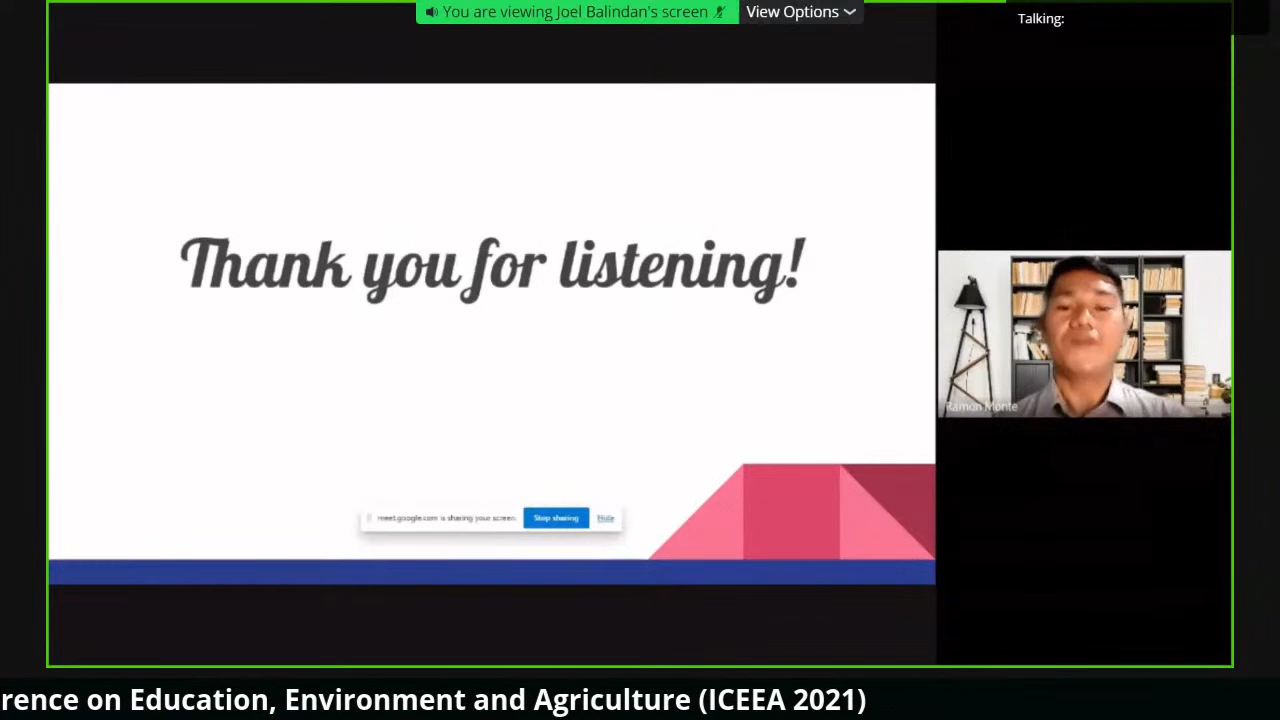 You are viewing Joel Balindan's screen
View Options
Talking:
Thank you for listening!
Ramon Monte
meet.google.com is sharing your screen.
Stop sharing
Hide
rence on Education, Environment and Agriculture (ICEEA 2021)